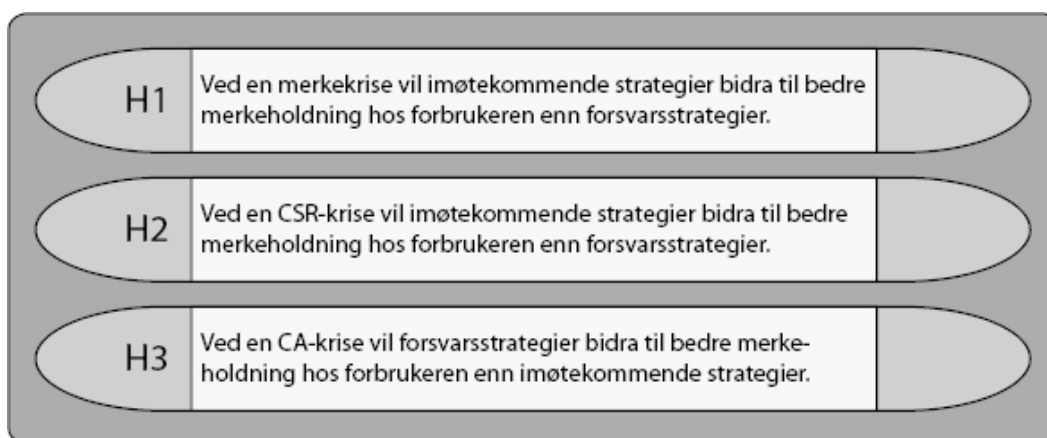 H1
Ved en merkekrise vil imøtekommende strategier bidra til bedre
merkeholdning hos forbrukeren enn forsvarsstrategier.
H2
Ved en CSR-krise vil imøtekommende strategier bidra til bedre
merkeholdning hos forbrukeren enn forsvarsstrategier.
H3
Ved en CA-krise vil forsvarsstrategier bidra til bedre merke-
holdning hos forbrukeren enn imøtekommende strategier.